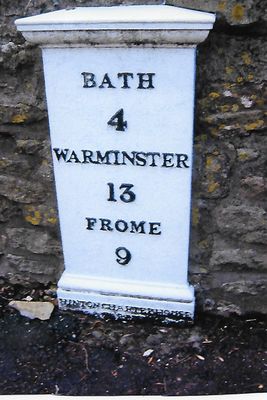 BATH
4
WARMINSTER
13
FROME
9
HINTON CHARTERHOUSE